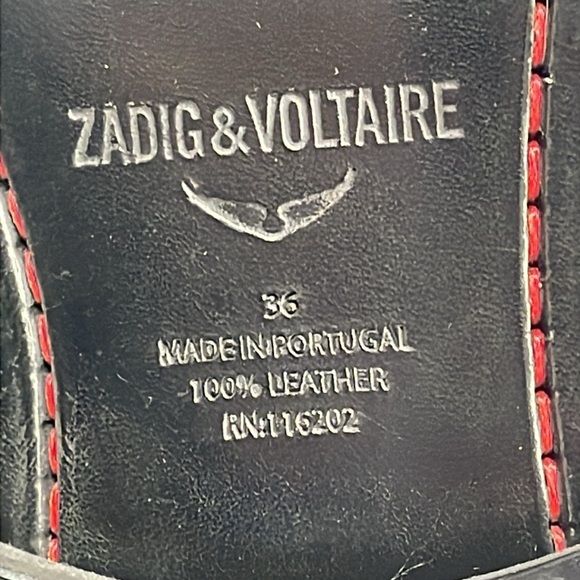 ZADIG & VOLTAIRE
36
MADE IN PORTUGAL
100% LEATHER
RN:116202